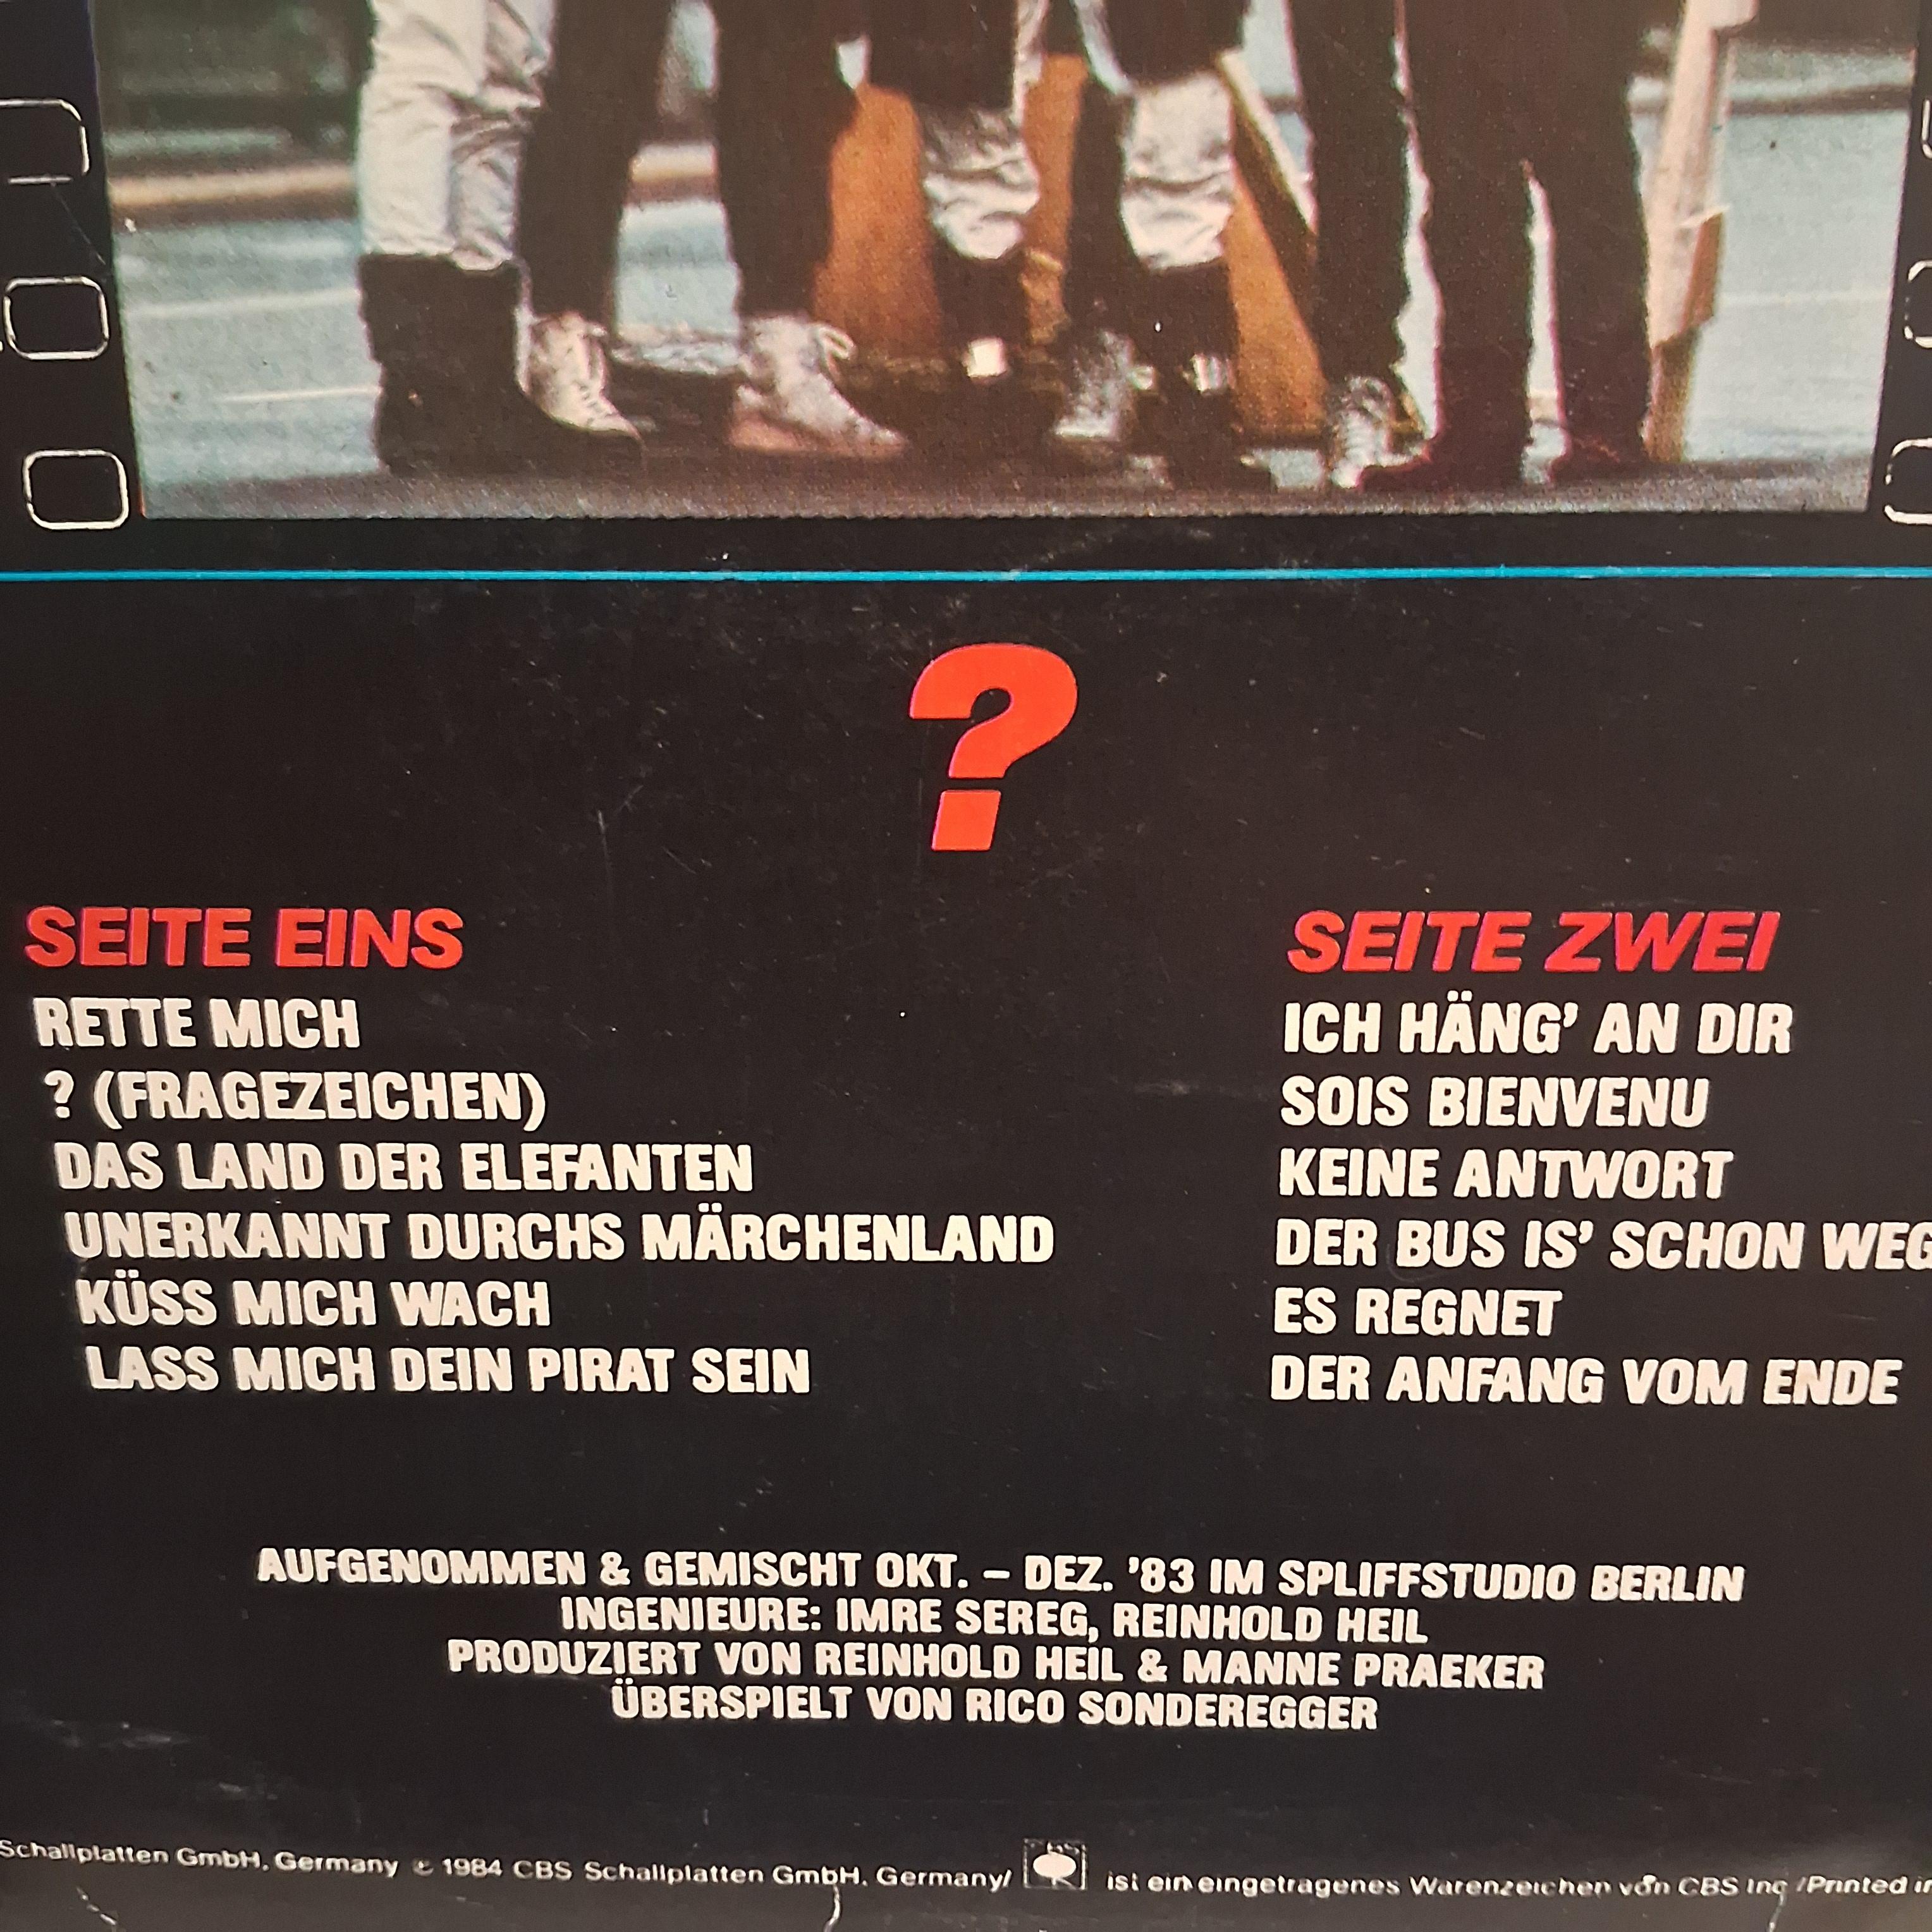 ?
SEITE EINS
RETTE MICH
? (FRAGEZEICHEN)
DAS LAND DER ELEFANTEN
UNERKANNT DURCHS MÄRCHENLAND
KÜSS MICH WACH
LASS MICH DEIN PIRAT SEIN
SEITE ZWEI
ICH HÄNG' AN DIR
SOIS BIENVENU
KEINE ANTWORT
DER BUS IS' SCHON WEG
ES REGNET
DER ANFANG VOM ENDE
AUFGENOMMEN & GEMISCHT OKT. – DEZ. '83 IM SPLIFFSTUDIO BERLIN
INGENIEURE: IMRE SEREG, REINHOLD HEIL
PRODUZIERT VON REINHOLD HEIL & MANNE PRAEKER
ÜBERSPIELT VON RICO SONDEREGGER
Schallplatten GmbH, Germany © 1984 CBS Schallplatten GmbH, Germany/ ist ein eingetragenes Warenzeichen von CBS Inc /Printed in